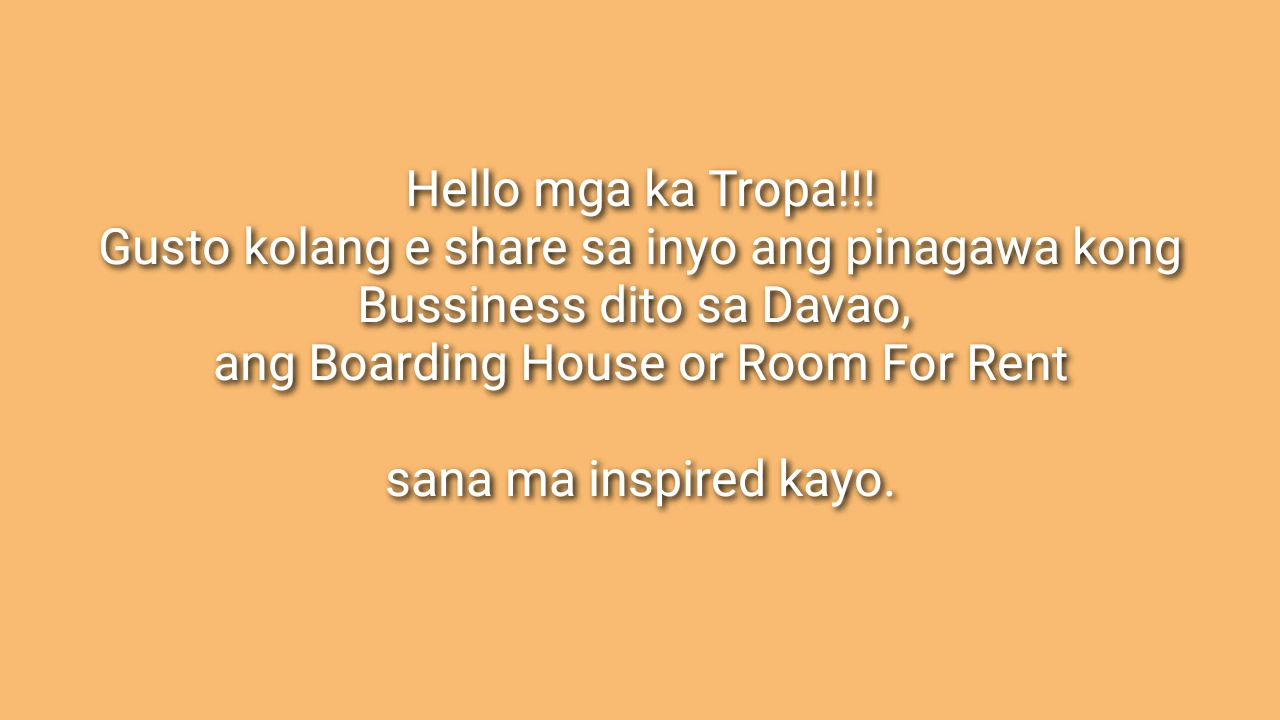 Hello mga ka Tropa!!!
Gusto kolang e share sa inyo ang pinagawa kong
Bussiness dito sa Davao,
ang Boarding House or Room For Rent
sana ma inspired kayo.